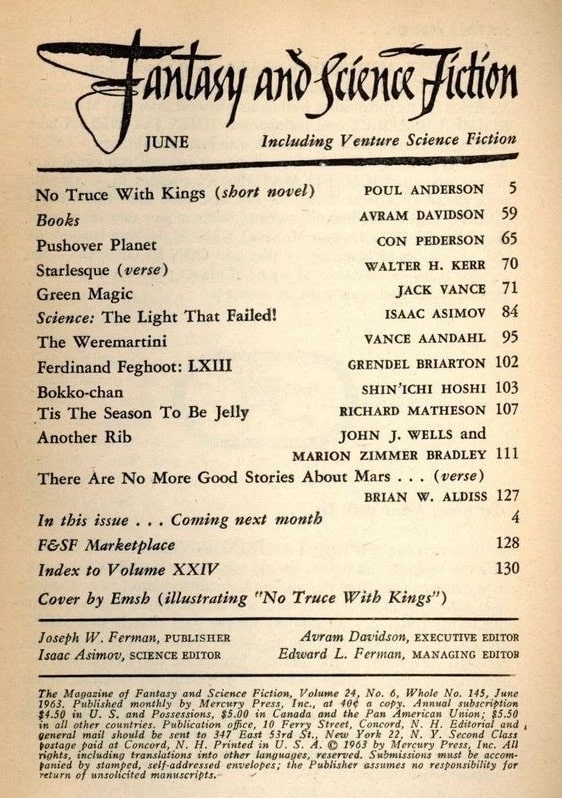 Fantasy and Science Fiction
JUNE Including Venture Science Fiction
No Truce With Kings (short novel) POUL ANDERSON 5
Books AVRAM DAVIDSON 59
Pushover Planet CON PEDERSON 65
Starlesque (verse) WALTER H. KERR 70
Green Magic JACK VANCE 71
Science: The Light That Failed! ISAAC ASIMOV 84
The Weremartini VANCE AANDAHL 95
Ferdinand Feghoot: LXIII GRENDEL BRIARTON 102
Bokko-chan SHIN'ICHI HOSHI 103
Tis The Season To Be Jelly RICHARD MATHESON 107
Another Rib JOHN J. WELLS and
MARION ZIMMER BRADLEY 111
There Are No More Good Stories About Mars . . . (verse)
BRIAN W. ALDISS 127
In this issue . . . Coming next month 4
F&SF Marketplace 128
Index to Volume XXIV 130
Cover by Emsh (illustrating "No Truce With Kings")
Joseph W. Ferman, PUBLISHER Avram Davidson, EXECUTIVE EDITOR
Isaac Asimov, SCIENCE EDITOR Edward L. Ferman, MANAGING EDITOR
The Magazine of Fantasy and Science Fiction, Volume 24, No. 6, Whole No. 145, June
1963. Published monthly by Mercury Press, Inc., at 40¢ a copy. Annual subscription
$4.50 in U. S. and Possessions, $5.00 in Canada and the Pan American Union; $5.50
in all other countries. Publication office, 10 Ferry Street, Concord, N. H. Editorial and
general mail should be sent to 347 East 53rd St., New York 22, N. Y. Second Class
postage paid at Concord, N. H. Printed in U. S. A. © 1963 by Mercury Press, Inc. All
rights, including translations into other languages, reserved. Submissions must be accom-
panied by stamped, self-addressed envelopes; the Publisher assumes no responsibility for
return of unsolicited manuscripts.